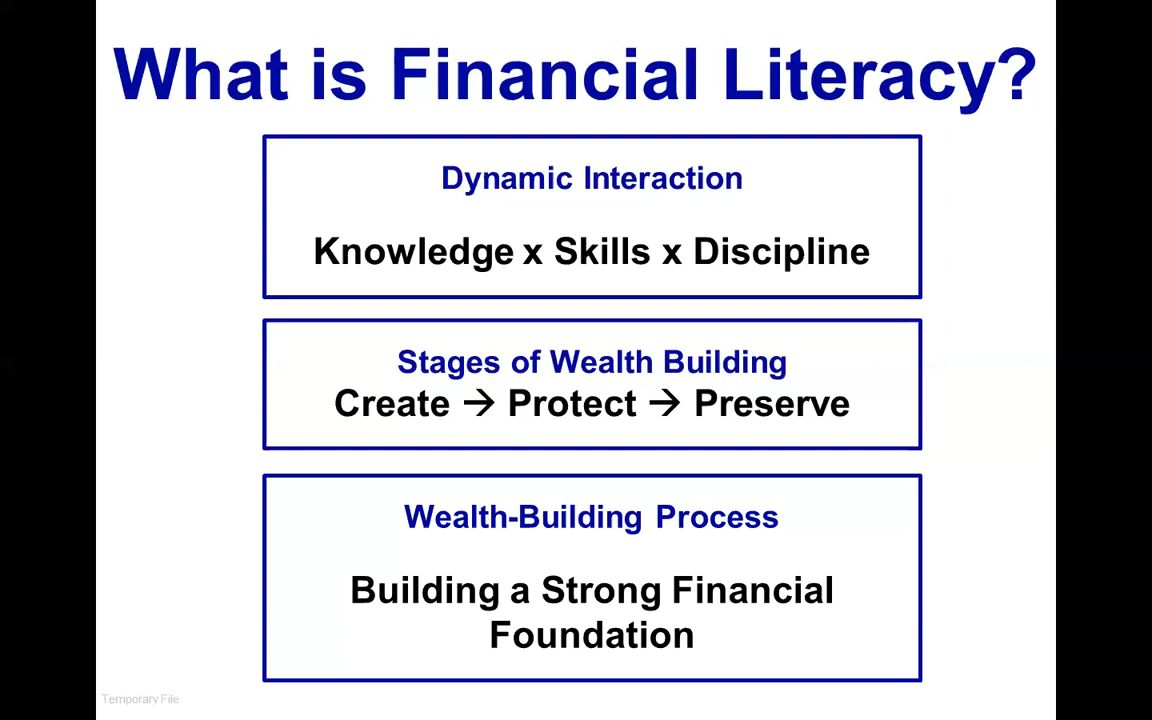 What is Financial Literacy?
Dynamic Interaction
Knowledge x Skills x Discipline
Stages of Wealth Building
Create → Protect → Preserve
Wealth-Building Process
Building a Strong Financial
Foundation
Temporary File